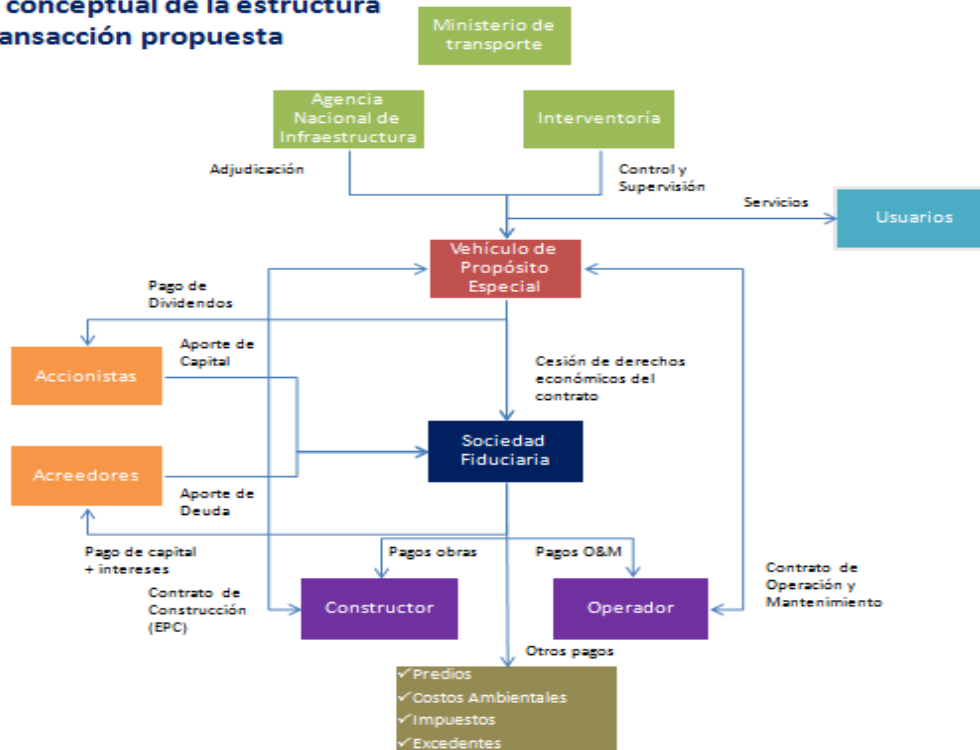 conceptual de la estructura
ansacción propuesta
Ministerio de
transporte
Agencia
Nacional de
Infraestructura
Interventoría
Adjudicación
Control y
Supervisión
Servicios
Usuarios
Vehículo de
Propósito
Especial
Pago de
Dividendos
Aporte de
Capital
Accionistas
Cesión de derechos
económicos del
contrato
Sociedad
Fiduciaria
Acreedores
Aporte de
Deuda
Pago de capital
+ intereses
Pagos obras
Pagos O&M
Contrato de
Construcción
(EPC)
Constructor
Operador
Contrato de
Operación y
Mantenimiento
Otros pagos
✓Predios
✓Costos Ambientales
✓Impuestos
✓Excedentes